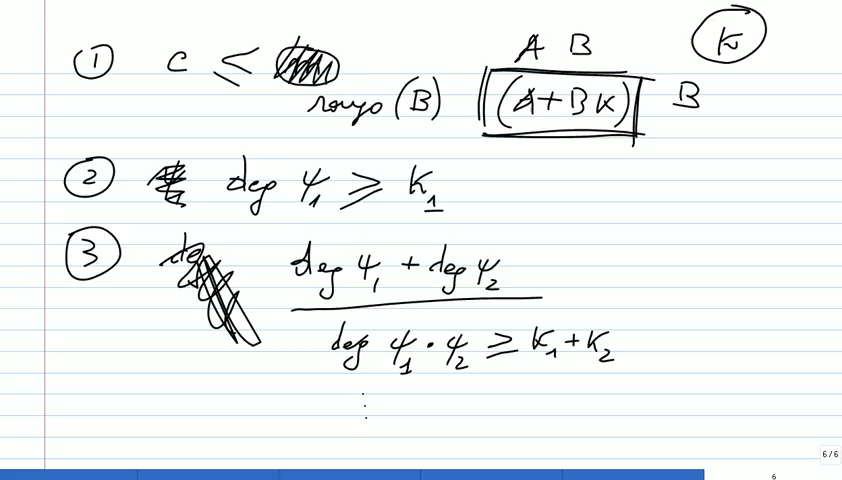 ① c ≤ A B K
rango (B) (A+BK) B
② deg ψ₁ ≥ K₁
③ deg ψ₁ + deg ψ₂
deg ψ₁ · ψ₂ ≥ K₁ + K₂
⋮
6 / 6
6